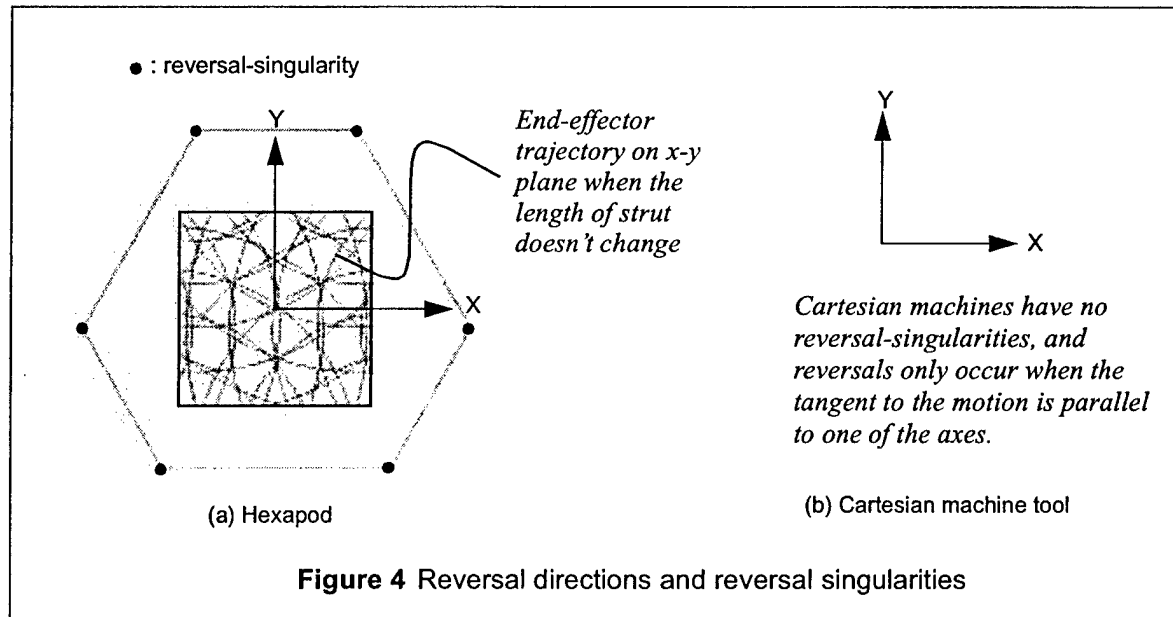 ● : reversal-singularity
Y
X
End-effector
trajectory on x-y
plane when the
length of strut
doesn't change
(a) Hexapod
Y
X
Cartesian machines have no
reversal-singularities, and
reversals only occur when the
tangent to the motion is parallel
to one of the axes.
(b) Cartesian machine tool
Figure 4 Reversal directions and reversal singularities